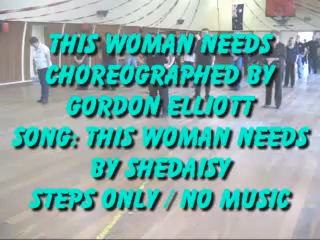 THIS WOMAN NEEDS
CHOREOGRAPHED BY
GORDON ELLIOTT
SONG: THIS WOMAN NEEDS
BY SHEDAISY
STEPS ONLY / NO MUSIC